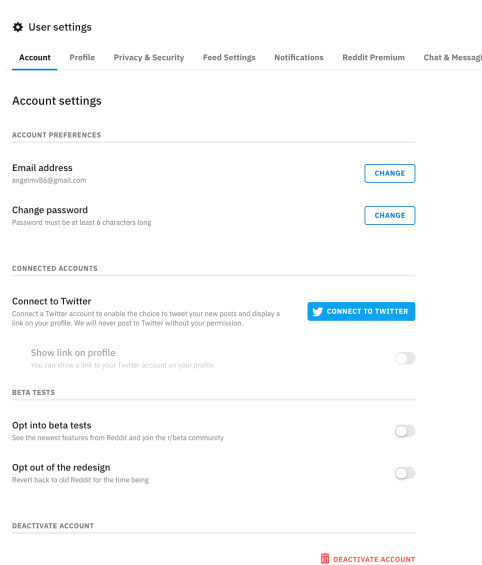 User settings
Account Profile Privacy & Security Feed Settings Notifications Reddit Premium Chat & Messagi
Account settings
ACCOUNT PREFERENCES
Email address
angelmv86@gmail.com
CHANGE
Change password
Password must be at least 6 characters long
CHANGE
CONNECTED ACCOUNTS
Connect to Twitter
Connect a Twitter account to enable the choice to tweet your new posts and display a
link on your profile. We will never post to Twitter without your permission.
CONNECT TO TWITTER
Show link on profile
You can show a link to your Twitter account on your profile
BETA TESTS
Opt into beta tests
See the newest features from Reddit and join the r/beta community
Opt out of the redesign
Revert back to old Reddit for the time being
DEACTIVATE ACCOUNT
DEACTIVATE ACCOUNT